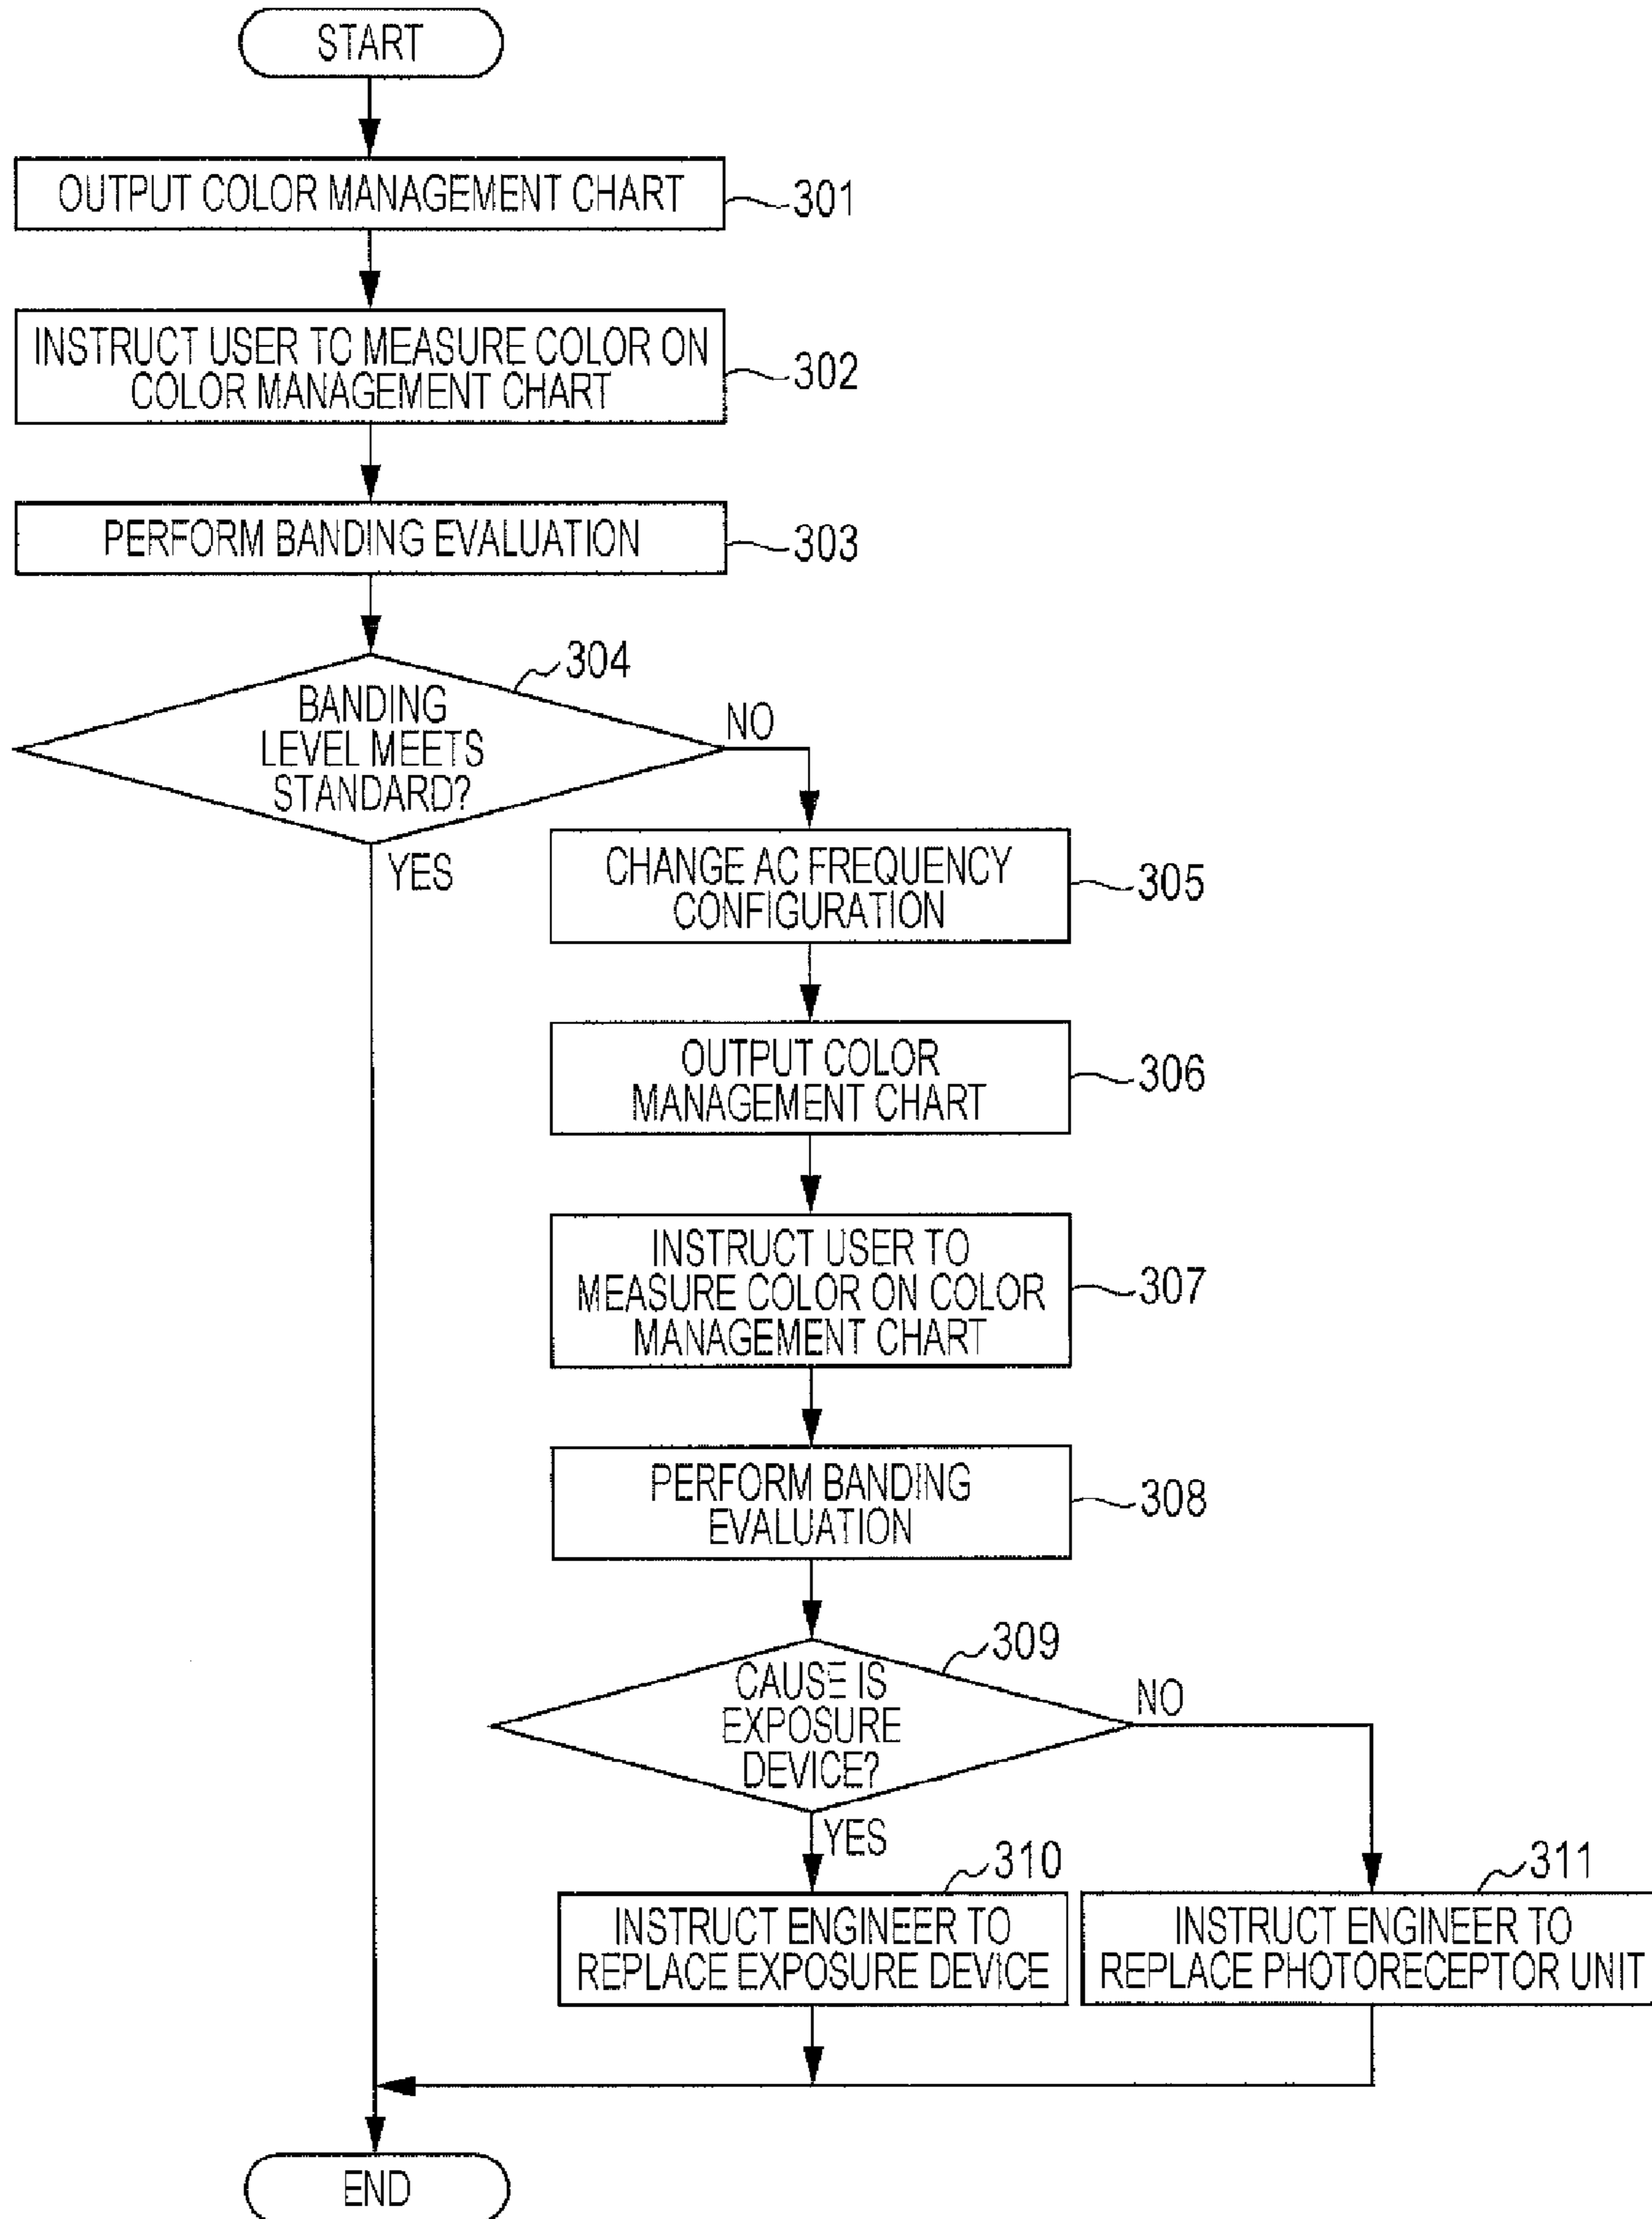 START
OUTPUT COLOR MANAGEMENT CHART
301
INSTRUCT USER TO MEASURE COLOR ON
COLOR MANAGEMENT CHART
302
PERFORM BANDING EVALUATION
303
304
BANDING
LEVEL MEETS
STANDARD?
NO
YES
CHANGE AC FREQUENCY
CONFIGURATION
305
OUTPUT COLOR
MANAGEMENT CHART
306
INSTRUCT USER TO
MEASURE COLOR ON COLOR
MANAGEMENT CHART
307
PERFORM BANDING
EVALUATION
308
309
CAUSE IS
EXPOSURE
DEVICE?
NO
YES
310
INSTRUCT ENGINEER TO
REPLACE EXPOSURE DEVICE
311
INSTRUCT ENGINEER TO
REPLACE PHOTORECEPTOR UNIT
END